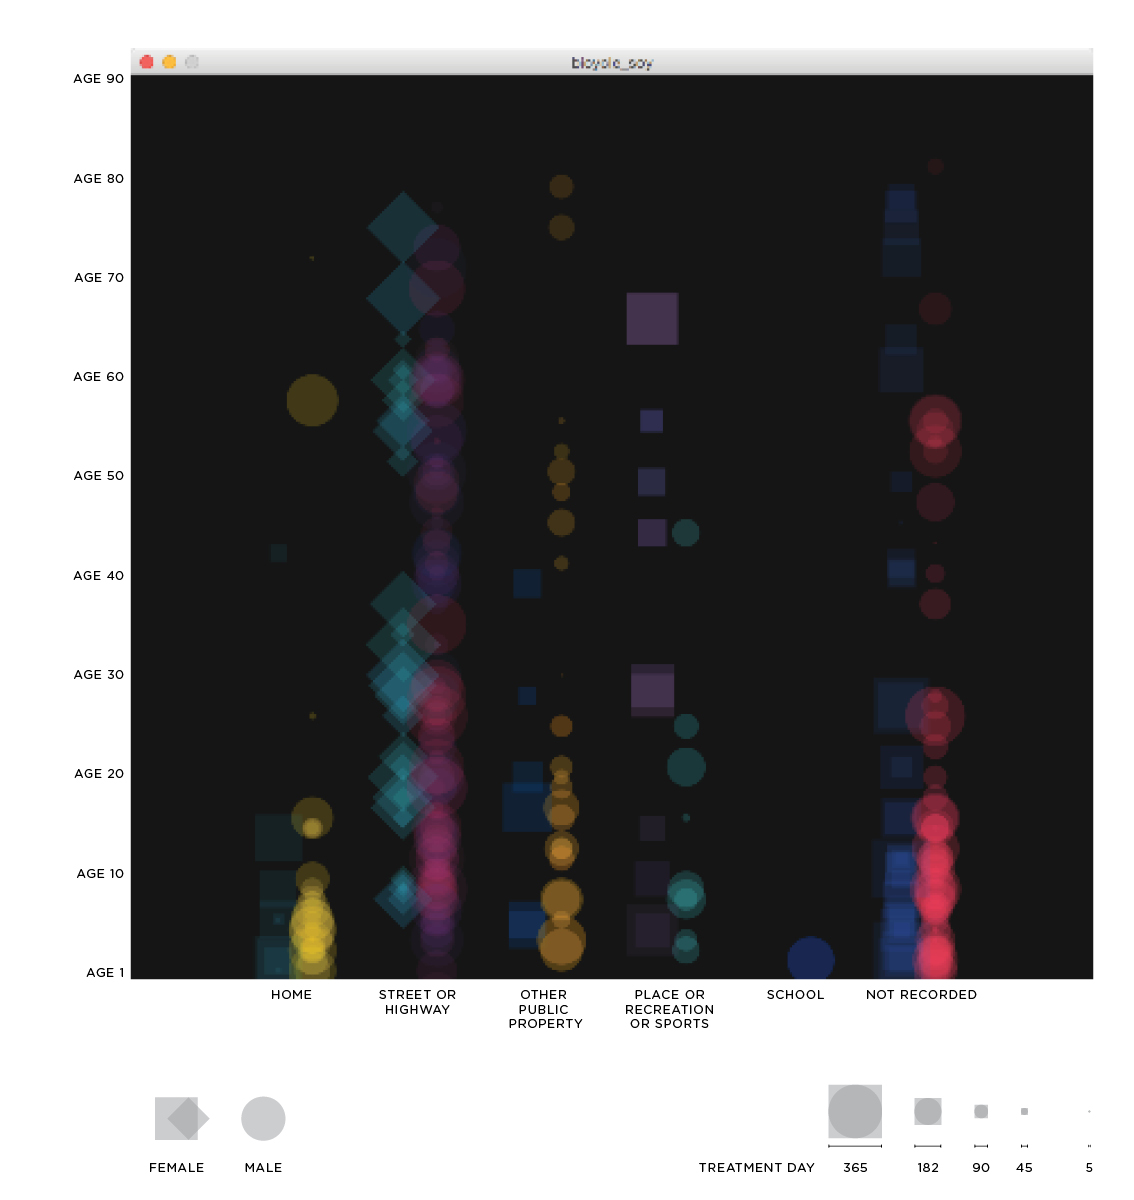 bicycle_soy
AGE 90
AGE 80
AGE 70
AGE 60
AGE 50
AGE 40
AGE 30
AGE 20
AGE 10
AGE 1
HOME
STREET OR
HIGHWAY
OTHER
PUBLIC
PROPERTY
PLACE OR
RECREATION
OR SPORTS
SCHOOL
NOT RECORDED
FEMALE
MALE
TREATMENT DAY
365
182
90
45
5